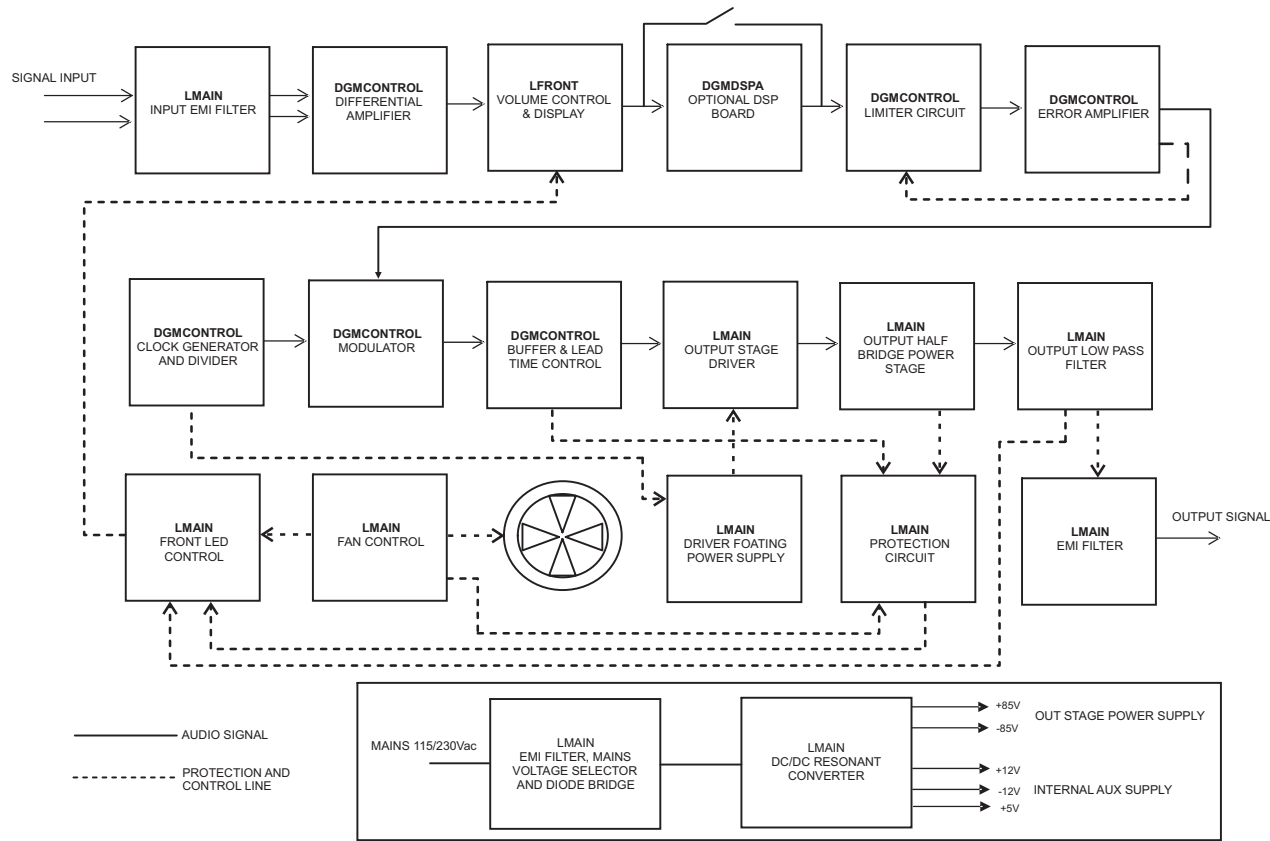 SIGNAL INPUT
LMAIN
INPUT EMI FILTER
DGMCONTROL
DIFFERENTIAL
AMPLIFIER
LFRONT
VOLUME CONTROL
& DISPLAY
DGMDSPA
OPTIONAL DSP
BOARD
DGMCONTROL
LIMITER CIRCUIT
DGMCONTROL
ERROR AMPLIFIER
DGMCONTROL
CLOCK GENERATOR
AND DIVIDER
DGMCONTROL
MODULATOR
DGMCONTROL
BUFFER & LEAD
TIME CONTROL
LMAIN
OUTPUT STAGE
DRIVER
LMAIN
OUTPUT HALF
BRIDGE POWER
STAGE
LMAIN
OUTPUT LOW PASS
FILTER
LMAIN
FRONT LED
CONTROL
LMAIN
FAN CONTROL
LMAIN
DRIVER FOATING
POWER SUPPLY
LMAIN
PROTECTION
CIRCUIT
LMAIN
EMI FILTER
OUTPUT SIGNAL
AUDIO SIGNAL
PROTECTION AND
CONTROL LINE
MAINS 115/230Vac
LMAIN
EMI FILTER, MAINS
VOLTAGE SELECTOR
AND DIODE BRIDGE
LMAIN
DC/DC RESONANT
CONVERTER
+85V
-85V
OUT STAGE POWER SUPPLY
+12V
-12V
+5V
INTERNAL AUX SUPPLY